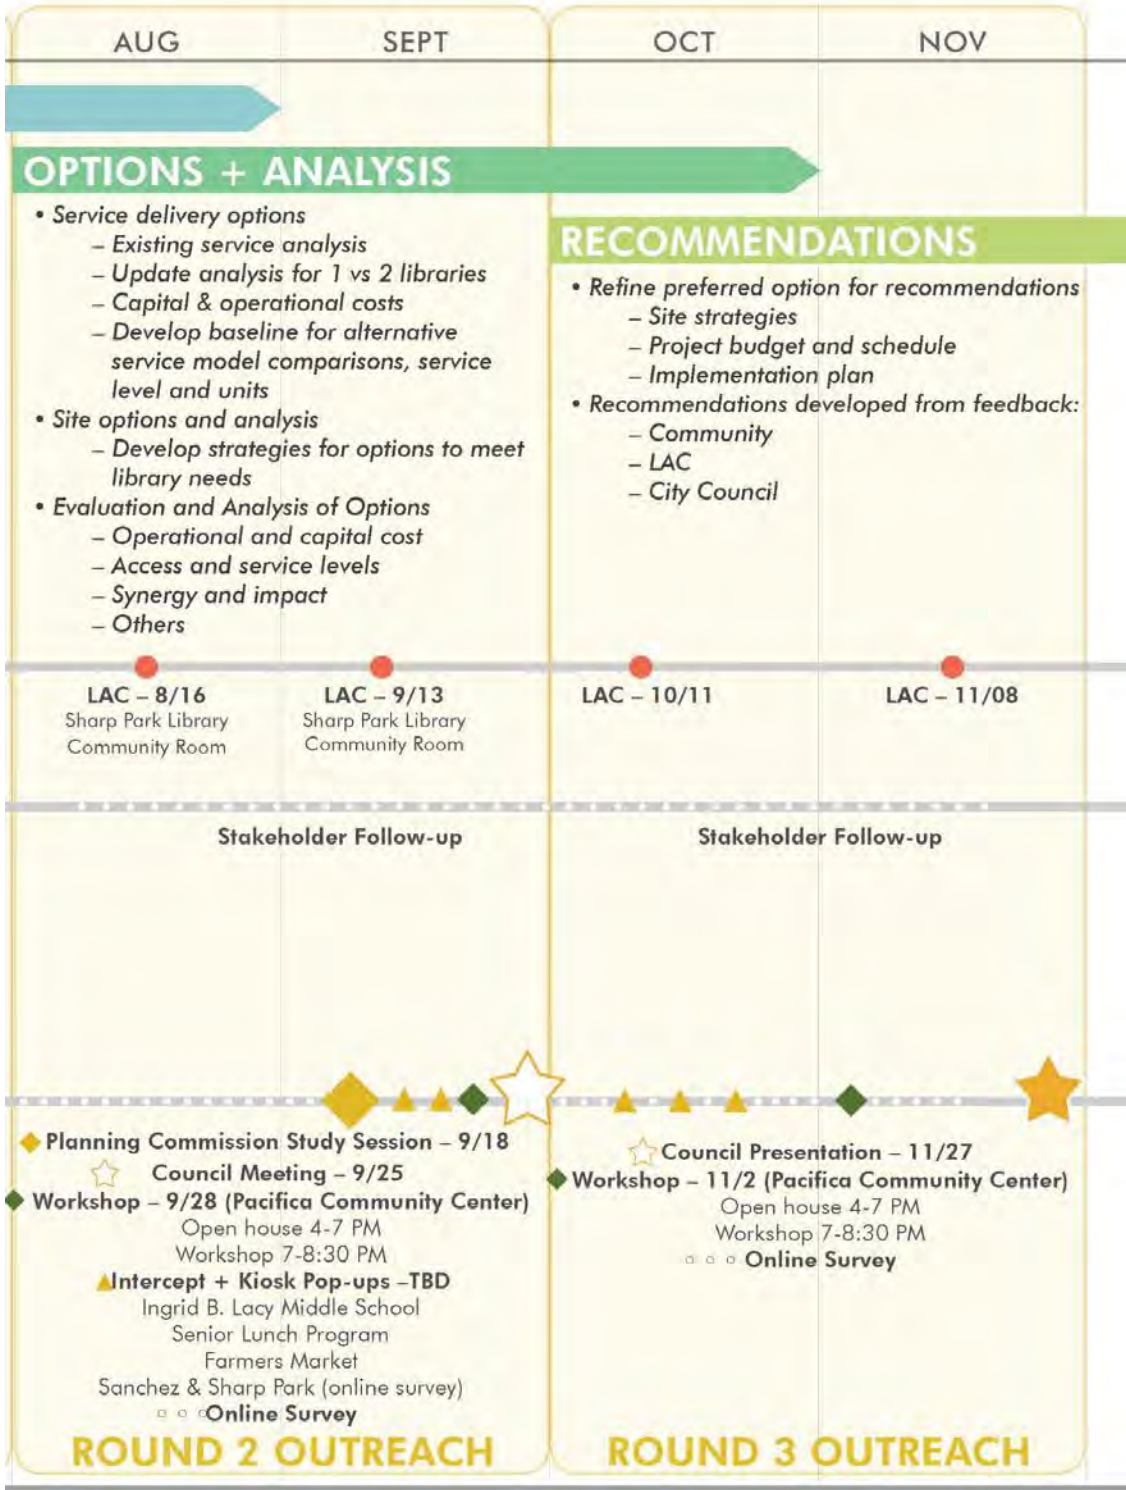 AUG
SEPT
OCT
NOV
OPTIONS + ANALYSIS
• Service delivery options
– Existing service analysis
– Update analysis for 1 vs 2 libraries
– Capital & operational costs
– Develop baseline for alternative
service model comparisons, service
level and units
• Site options and analysis
– Develop strategies for options to meet
library needs
• Evaluation and Analysis of Options
– Operational and capital cost
– Access and service levels
– Synergy and impact
– Others
RECOMMENDATIONS
• Refine preferred option for recommendations
– Site strategies
– Project budget and schedule
– Implementation plan
• Recommendations developed from feedback:
– Community
– LAC
– City Council
LAC – 8/16
Sharp Park Library
Community Room
LAC – 9/13
Sharp Park Library
Community Room
LAC – 10/11
LAC – 11/08
Stakeholder Follow-up
Stakeholder Follow-up
Planning Commission Study Session – 9/18
Council Meeting – 9/25
Workshop – 9/28 (Pacifica Community Center)
Open house 4-7 PM
Workshop 7-8:30 PM
Intercept + Kiosk Pop-ups –TBD
Ingrid B. Lacy Middle School
Senior Lunch Program
Farmers Market
Sanchez & Sharp Park (online survey)
Online Survey
ROUND 2 OUTREACH
Council Presentation – 11/27
Workshop – 11/2 (Pacifica Community Center)
Open house 4-7 PM
Workshop 7-8:30 PM
Online Survey
ROUND 3 OUTREACH